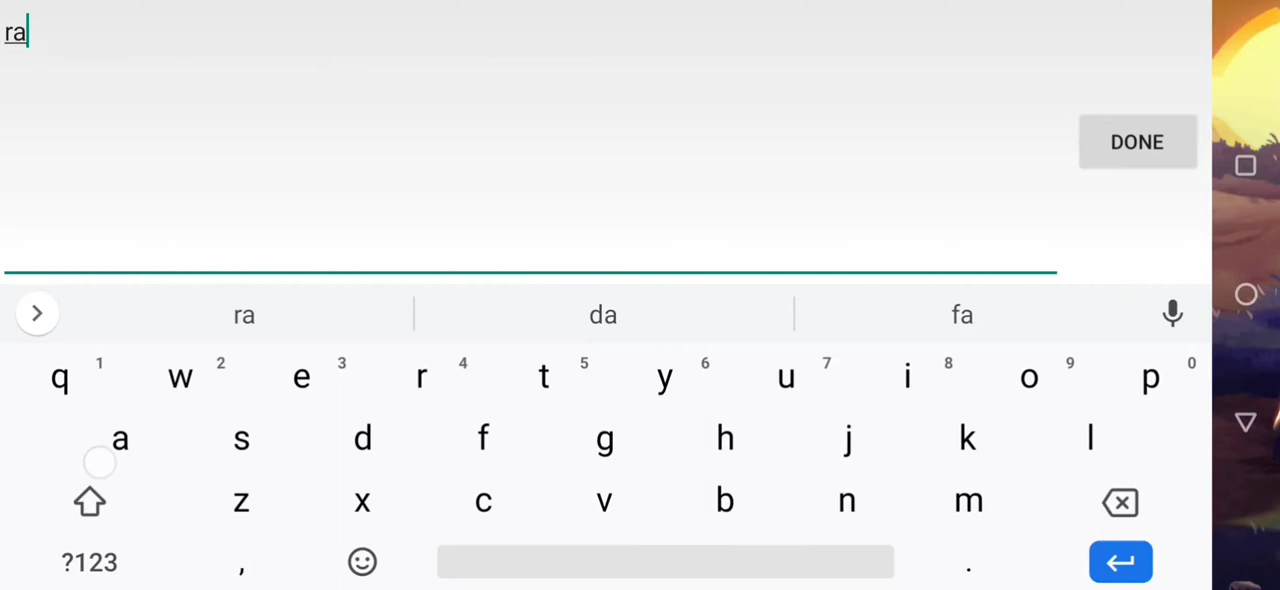 ra
DONE
ra da fa
q 1 w 2 e 3 r 4 t 5 y 6 u 7 i 8 o 9 p 0
a s d f g h j k l
z x c v b n m
?123 , .